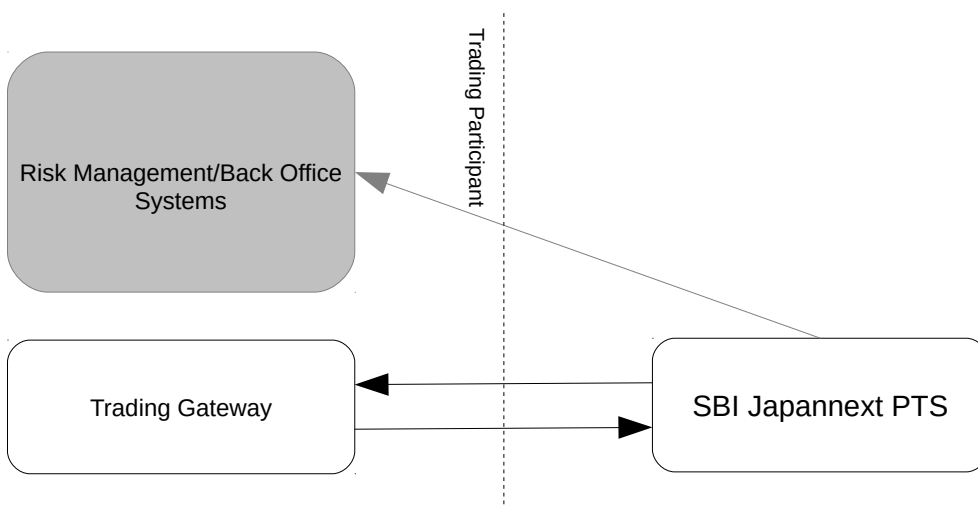 Risk Management/Back Office
Systems
Trading Participant
Trading Gateway
SBI Japannext PTS